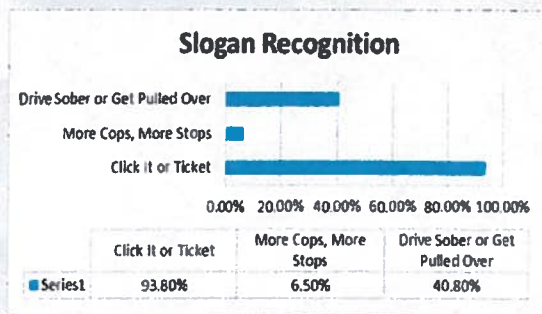 Slogan Recognition
Drive Sober or Get Pulled Over
More Cops, More Stops
Click It or Ticket
0.00% 20.00% 40.00% 60.00% 80.00% 100.00%
Click It or Ticket More Cops, More Stops Drive Sober or Get Pulled Over
Series1 93.80% 6.50% 40.80%